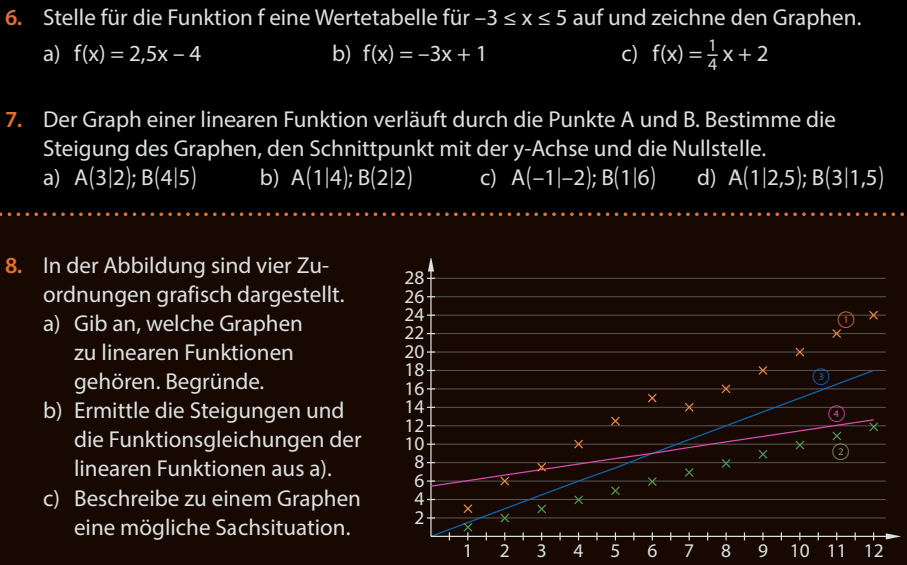 6. Stelle für die Funktion f eine Wertetabelle für –3 ≤ x ≤ 5 auf und zeichne den Graphen.
a) f(x) = 2,5x – 4 b) f(x) = –3x + 1 c) f(x) = 1/4 x + 2
7. Der Graph einer linearen Funktion verläuft durch die Punkte A und B. Bestimme die
Steigung des Graphen, den Schnittpunkt mit der y-Achse und die Nullstelle.
a) A(3|2); B(4|5) b) A(1|4); B(2|2) c) A(–1|–2); B(1|6) d) A(1|2,5); B(3|1,5)
8. In der Abbildung sind vier Zu-
ordnungen grafisch dargestellt.
a) Gib an, welche Graphen
zu linearen Funktionen
gehören. Begründe.
b) Ermittle die Steigungen und
die Funktionsgleichungen der
linearen Funktionen aus a).
c) Beschreibe zu einem Graphen
eine mögliche Sachsituation.
28
26
24
22
20
18
16
14
12
10
8
6
4
2
1
3
4
2
1 2 3 4 5 6 7 8 9 10 11 12